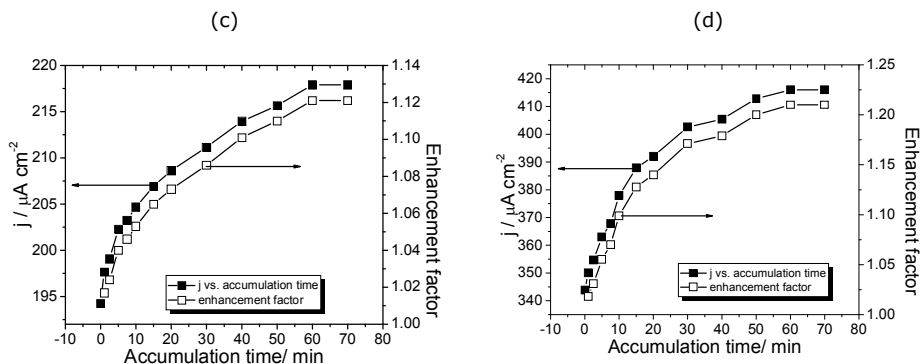 (c)
(d)
220
215
210
205
200
195
j / μA cm-2
1.14
1.12
1.10
1.08
1.06
1.04
1.02
1.00
Enhancement factor
j vs. accumulation time
enhancement factor
-10 0 10 20 30 40 50 60 70 80
Accumulation time/ min
420
410
400
390
380
370
360
350
340
j / μA cm-2
1.25
1.20
1.15
1.10
1.05
1.00
Enhancement factor
j vs. accumulation time
enhancement factor
-10 0 10 20 30 40 50 60 70 80
Accumulation time/ min